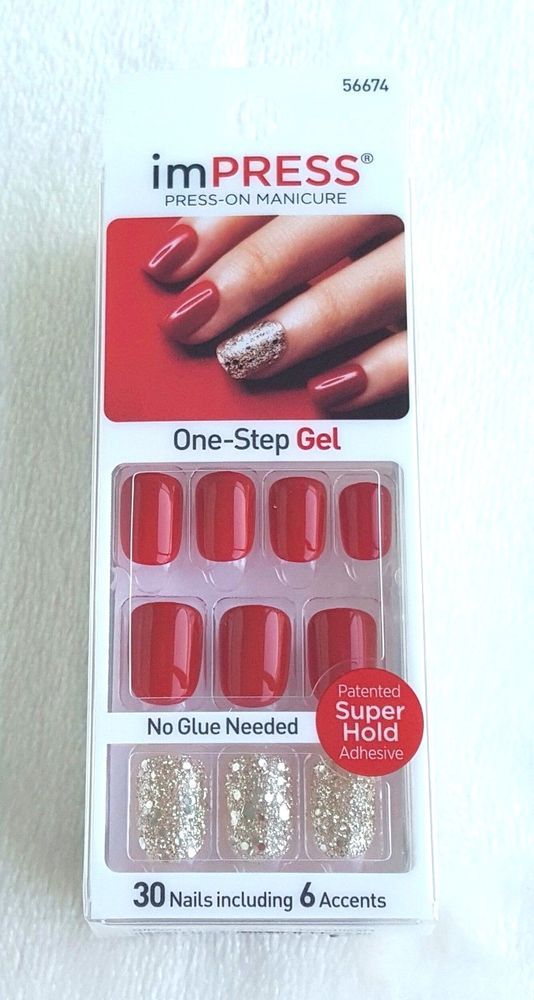 56674
imPRESS®
PRESS-ON MANICURE
One-Step Gel
No Glue Needed
Patented
Super
Hold
Adhesive
30 Nails including 6 Accents